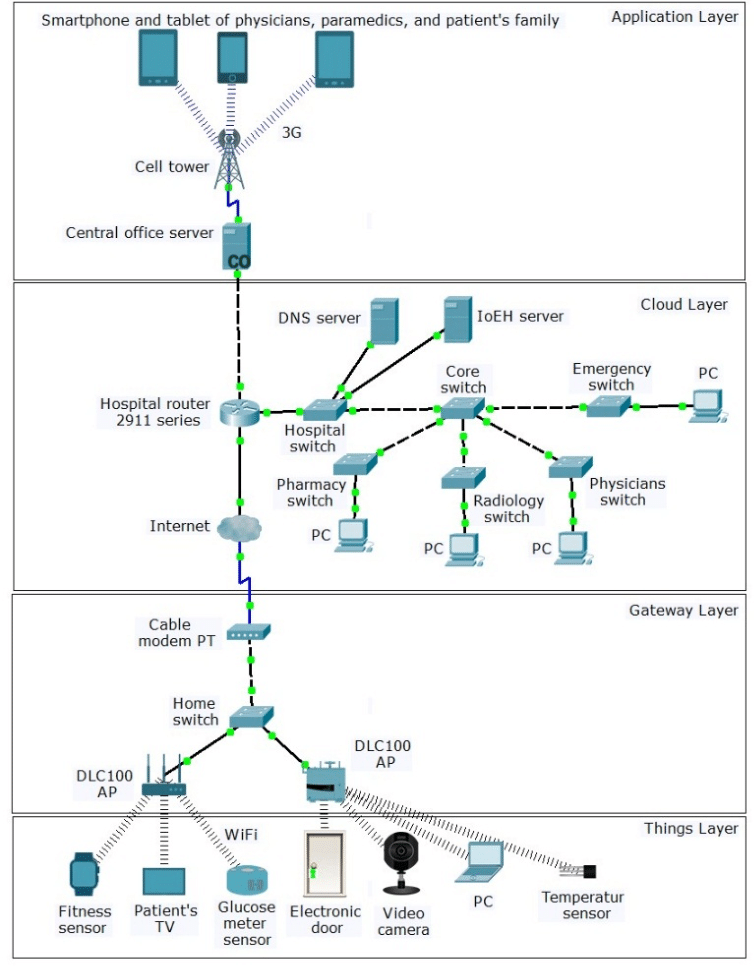 Application Layer
Smartphone and tablet of physicians, paramedics, and patient's family
3G
Cell tower
Central office server
CO
Cloud Layer
DNS server
IoEH server
Core
switch
Emergency
switch
PC
Hospital router
2911 series
Hospital
switch
Pharmacy
switch
Radiology
switch
Physicians
switch
Internet
PC
PC
PC
Gateway Layer
Cable
modem PT
Home
switch
DLC100
AP
DLC100
AP
Things Layer
WiFi
Fitness
sensor
Patient's
TV
Glucose
meter
sensor
Electronic
door
Video
camera
PC
Temperatur
sensor